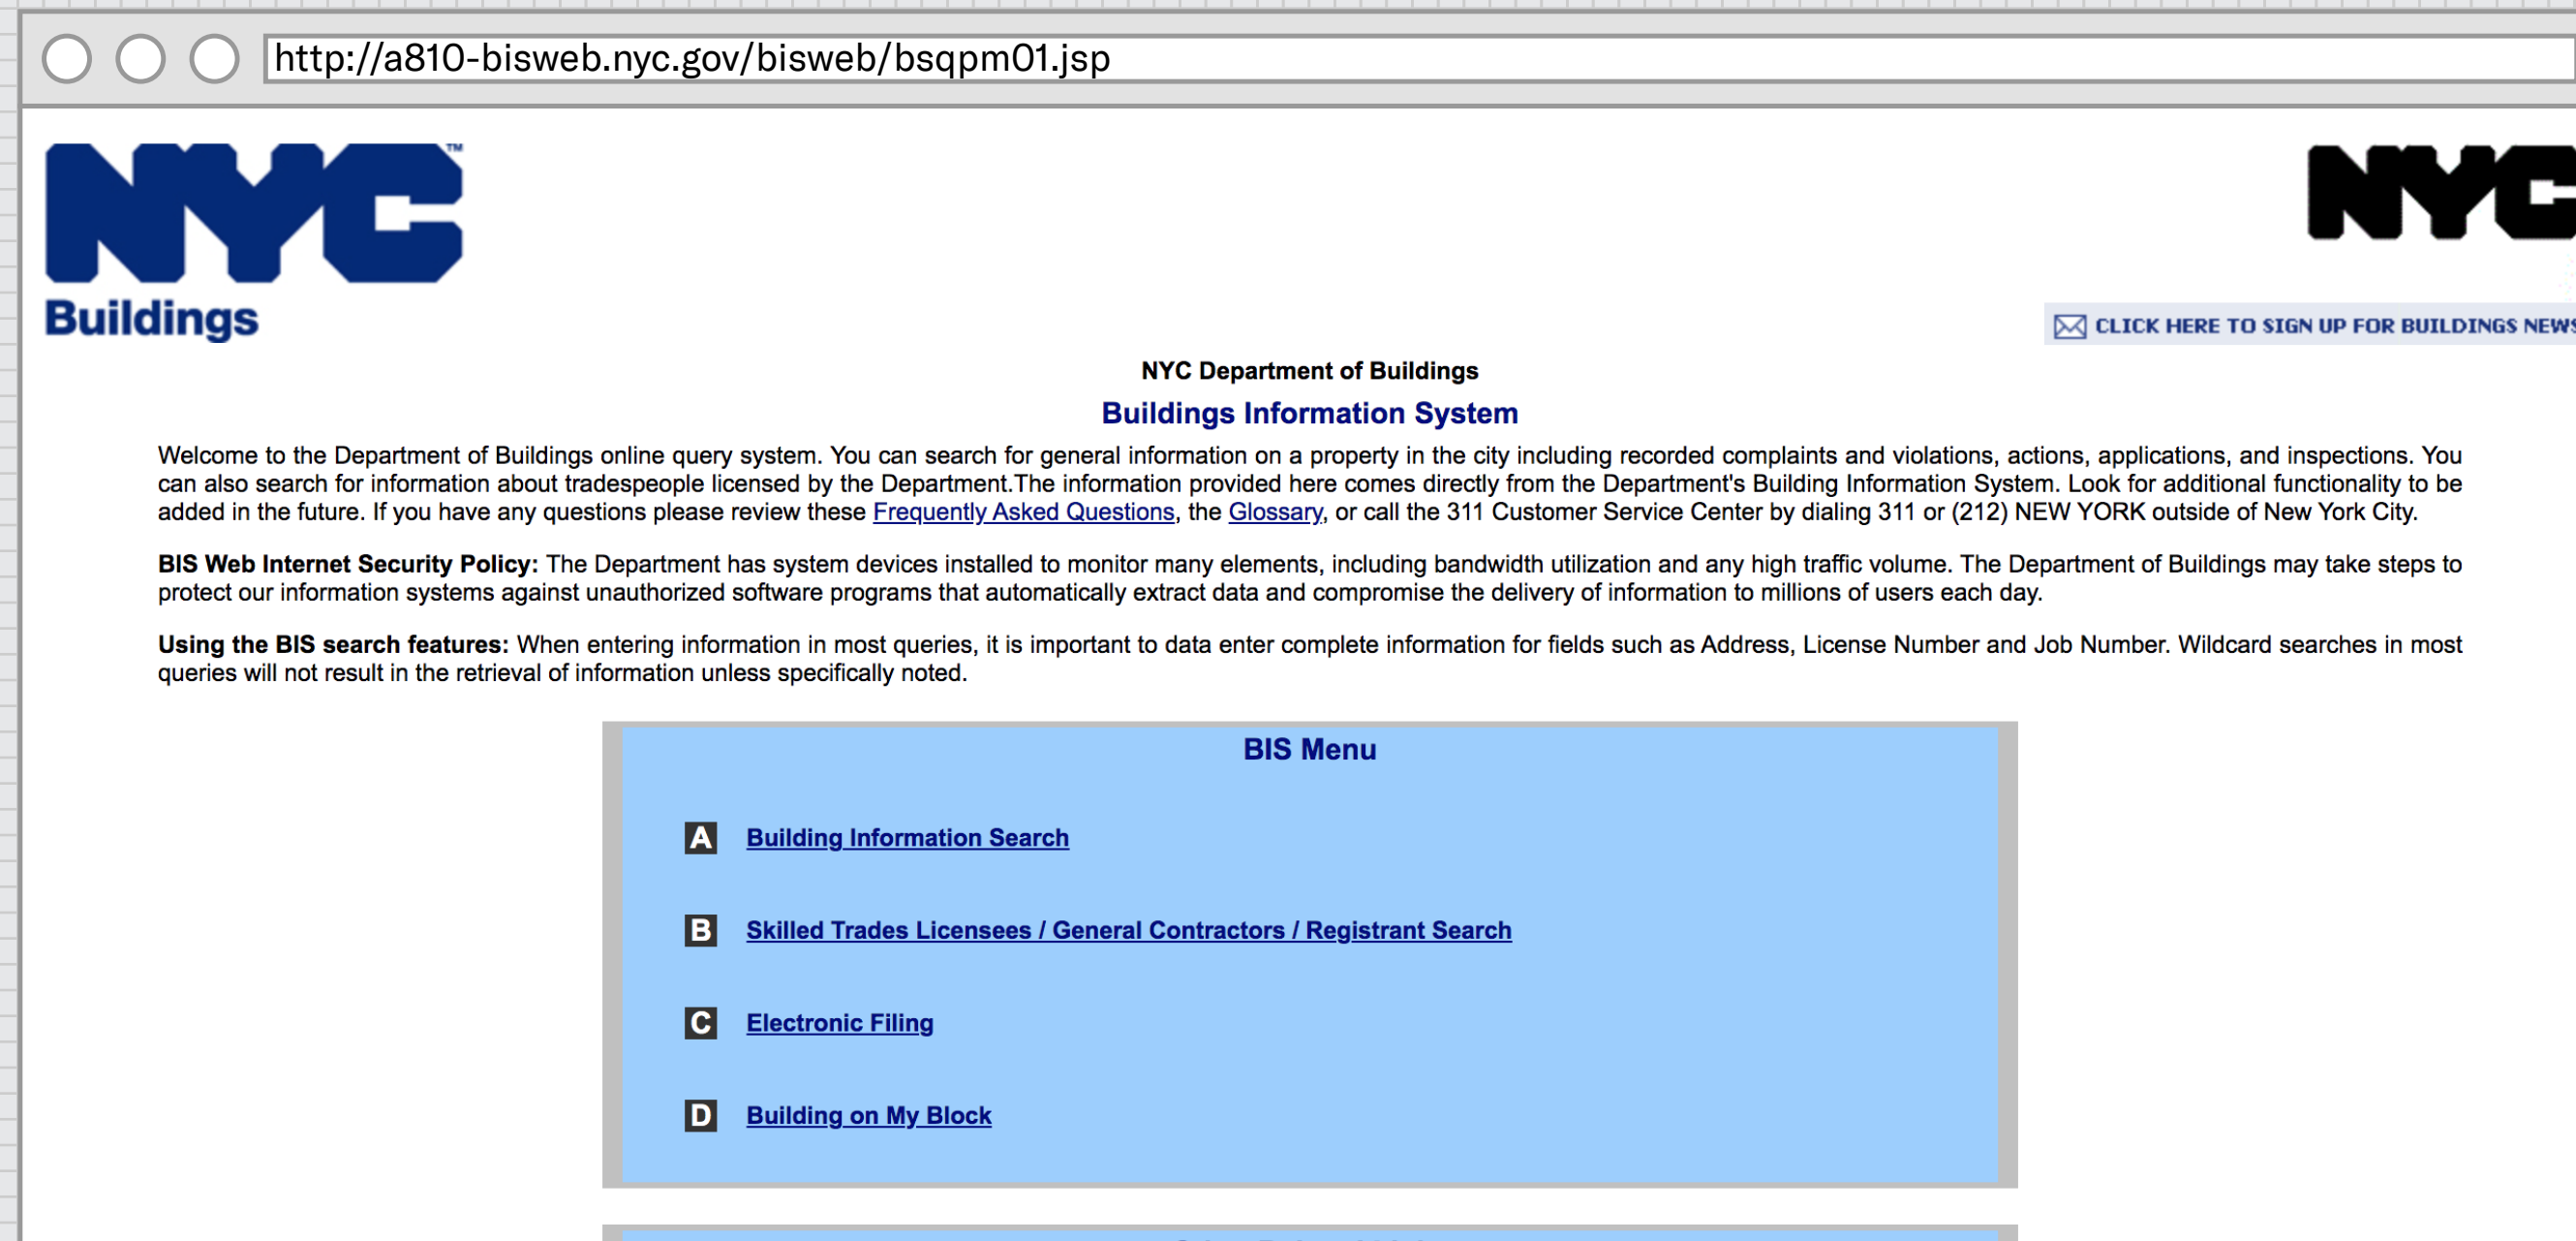 http://a810-bisweb.nyc.gov/bisweb/bsqpm01.jsp
NYC™
NYC
Buildings
CLICK HERE TO SIGN UP FOR BUILDINGS NEWS
NYC Department of Buildings
Buildings Information System
Welcome to the Department of Buildings online query system. You can search for general information on a property in the city including recorded complaints and violations, actions, applications, and inspections. You
can also search for information about tradespeople licensed by the Department.The information provided here comes directly from the Department's Building Information System. Look for additional functionality to be
added in the future. If you have any questions please review these Frequently Asked Questions, the Glossary, or call the 311 Customer Service Center by dialing 311 or (212) NEW YORK outside of New York City.
BIS Web Internet Security Policy: The Department has system devices installed to monitor many elements, including bandwidth utilization and any high traffic volume. The Department of Buildings may take steps to
protect our information systems against unauthorized software programs that automatically extract data and compromise the delivery of information to millions of users each day.
Using the BIS search features: When entering information in most queries, it is important to data enter complete information for fields such as Address, License Number and Job Number. Wildcard searches in most
queries will not result in the retrieval of information unless specifically noted.
BIS Menu
A Building Information Search
B Skilled Trades Licensees / General Contractors / Registrant Search
C Electronic Filing
D Building on My Block